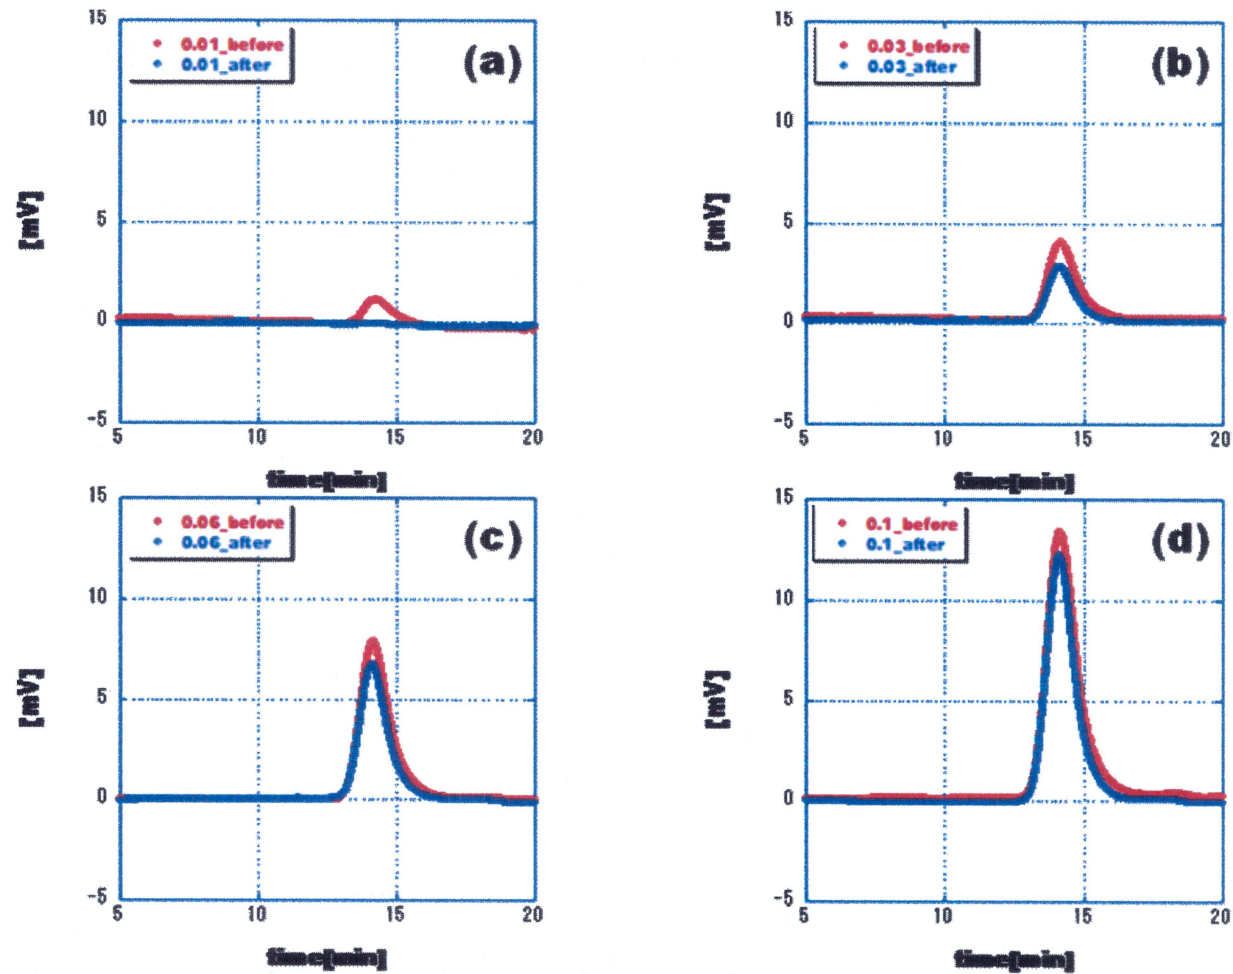 15
0.01_before
0.01_after
(a)
10
5
0
-5
[mV]
5 10 15 20
time[min]
15
0.03_before
0.03_after
(b)
10
5
0
-5
[mV]
5 10 15 20
time[min]
15
0.06_before
0.06_after
(c)
10
5
0
-5
[mV]
5 10 15 20
time[min]
15
0.1_before
0.1_after
(d)
10
5
0
-5
[mV]
5 10 15 20
time[min]